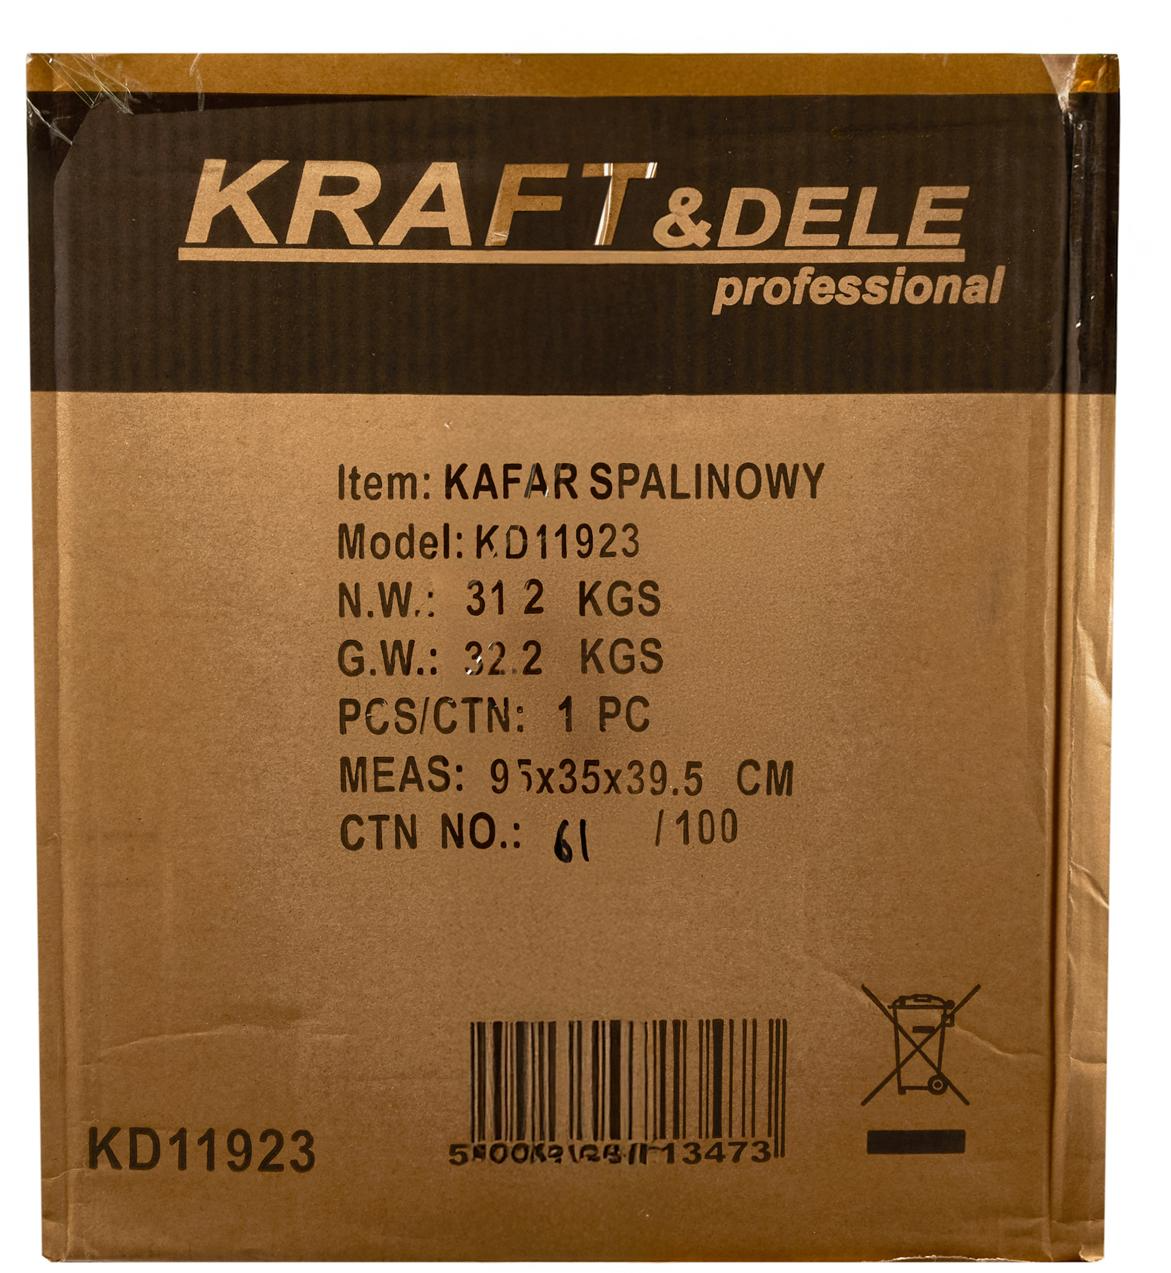 KRAFT &DELE
professional
Item: KAFAR SPALINOWY
Model: KD11923
N.W.: 31 2 KGS
G.W.: 32.2 KGS
PCS/CTN: 1 PC
MEAS: 95x35x39.5 CM
CTN NO.: 61 /100
KD11923